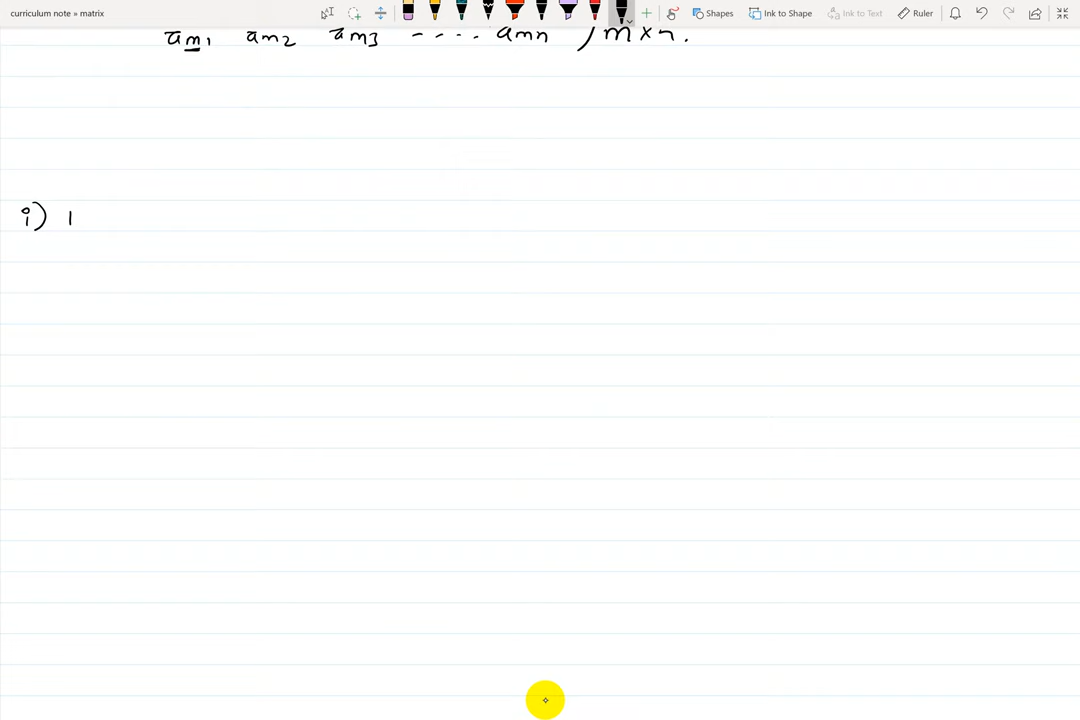 curriculum note » matrix Shapes Ink to Shape Ink to Text Ruler
am1 am2 am3 ----. amn ) m×n.
i) 1